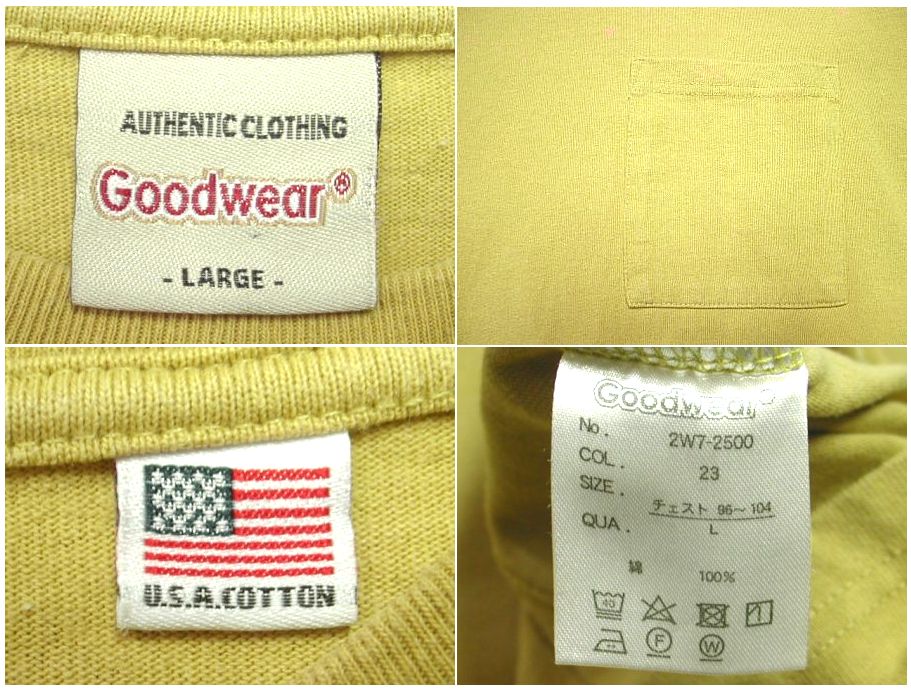 AUTHENTIC CLOTHING
Goodwear®
- LARGE -
U.S.A.COTTON
Goodwear®
No. 2W7-2500
COL. 23
SIZE. チェスト 96～104
L
QUA.
綿 100%
40
F
W